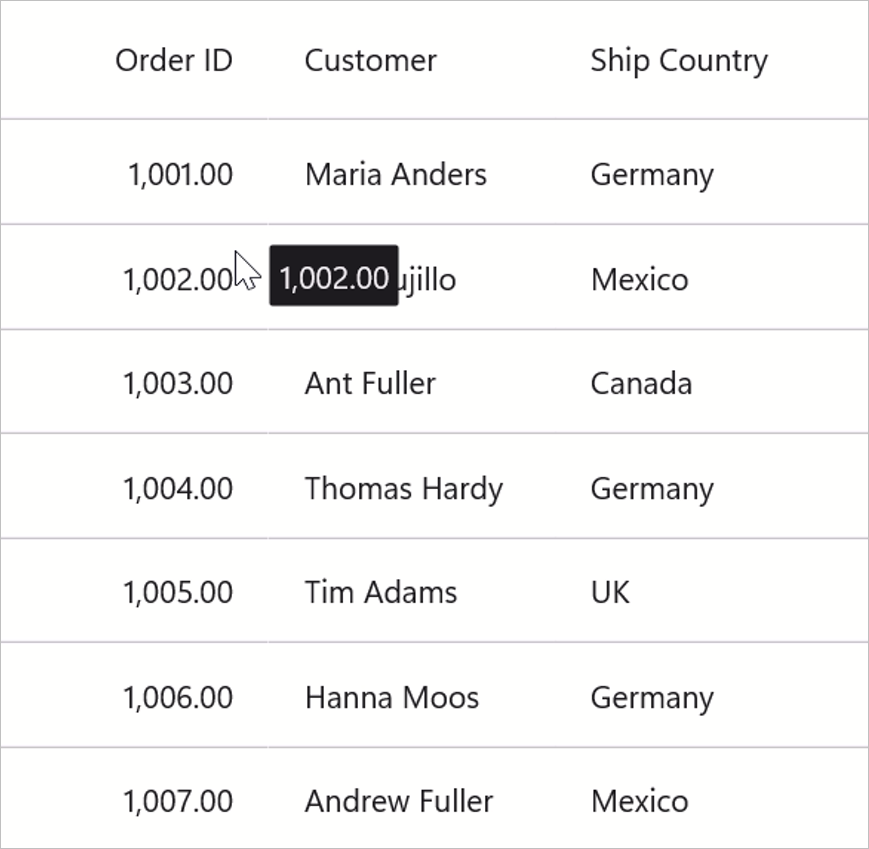 Order ID Customer Ship Country
1,001.00 Maria Anders Germany
1,002.00 1,002.00 Mexico
1,003.00 Ant Fuller Canada
1,004.00 Thomas Hardy Germany
1,005.00 Tim Adams UK
1,006.00 Hanna Moos Germany
1,007.00 Andrew Fuller Mexico